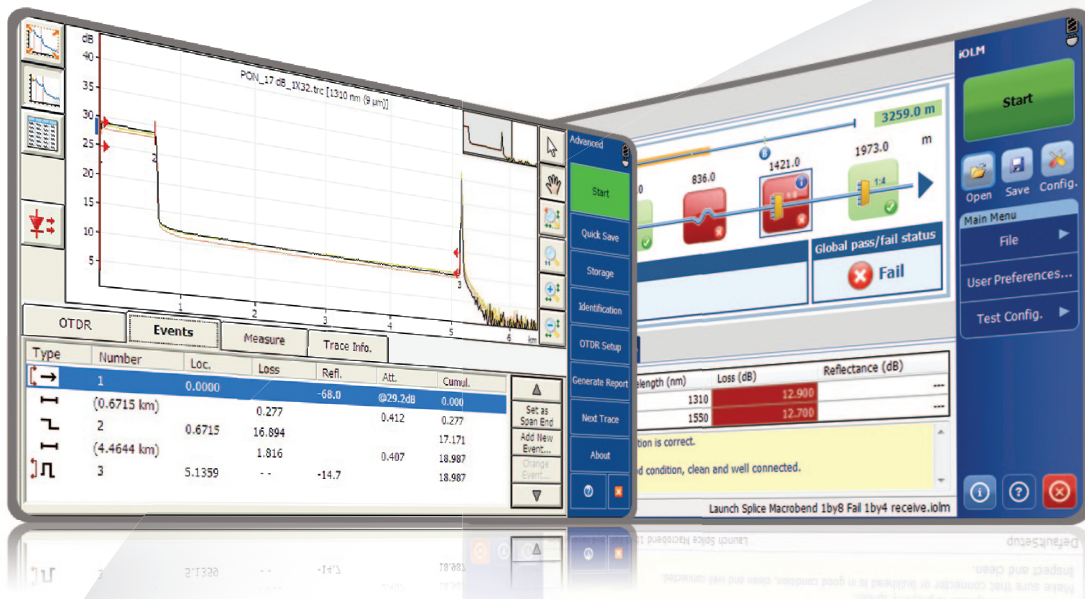 dB
PON_17 dB_1X32.trc [1310 nm (9 µm)]
40
35
30
25
20
15
10
5
2
3
1 2 3 4 5 6 km
OTDR Events Measure Trace Info.
Type Number Loc. Loss Refl. Att. Cumul.
1 0.0000 -68.0 @29.2dB 0.000
(0.6715 km) 0.277 0.412 0.277
2 0.6715 16.894 17.171
(4.4644 km) 1.816 0.407 18.987
3 5.1359 -- -14.7 18.987
Set as
Span End
Add New
Event...
Change
Event...
Advanced
Start
Quick Save
Storage
Identification
OTDR Setup
Generate Report
Next Trace
About
3259.0 m
836.0 1421.0 1973.0 m
B
1:8
1:4
Global pass/fail status
Fail
Loss (dB) Reflectance (dB)
(nm)
1310 12.900 ---
1550 12.700 ---
is correct.
condition, clean and well connected.
Launch Splice Macrobend 1by8 Fail 1by4 receive.iolm
iOLM
Start
Open Save Config.
Main Menu
File
User Preferences...
Test Config.